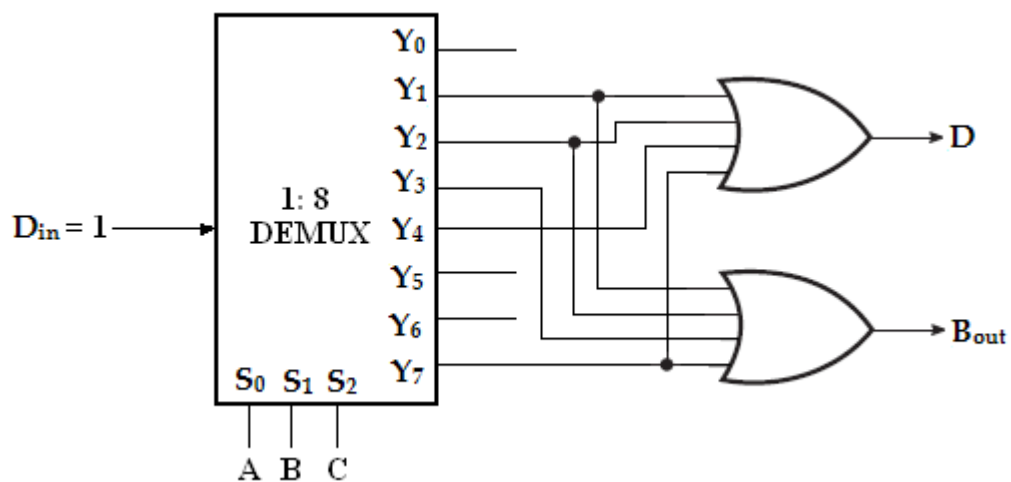 Y0
Y1
Y2
Y3
Y4
Y5
Y6
Y7
1: 8
DEMUX
Din = 1
S0 S1 S2
A B C
D
Bout